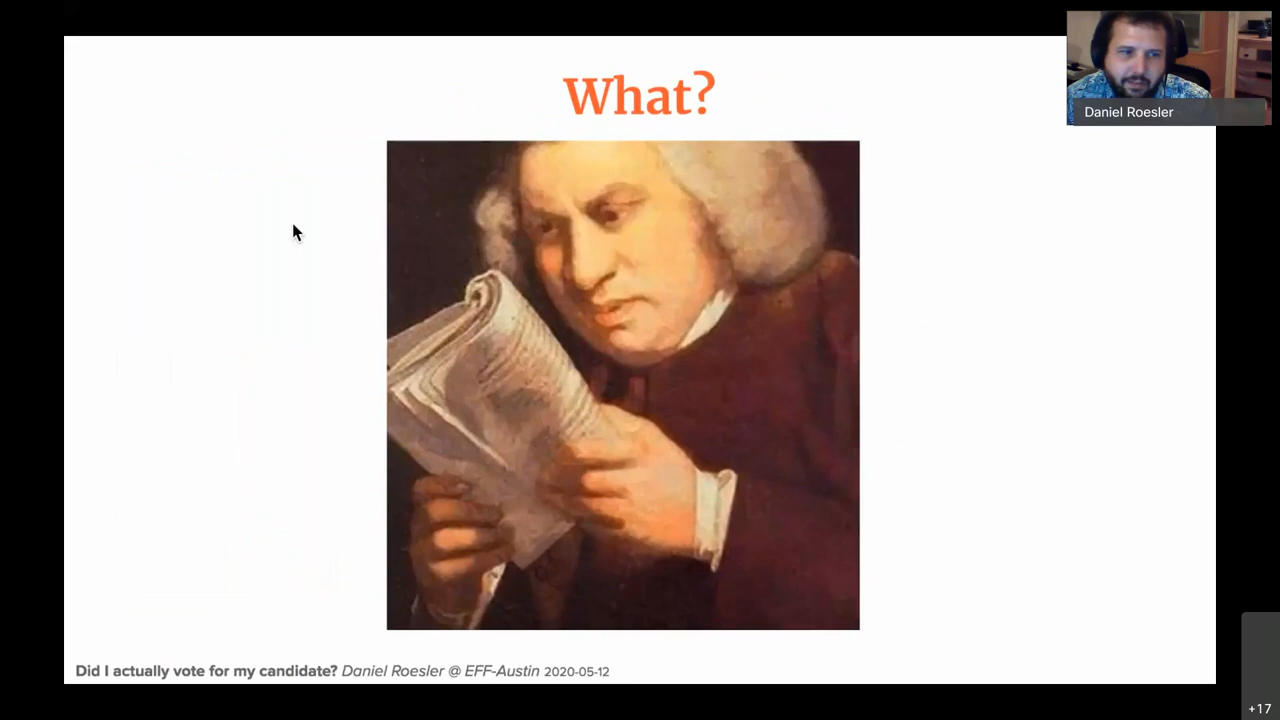 What?
Daniel Roesler
Did I actually vote for my candidate? Daniel Roesler @ EFF-Austin 2020-05-12
+17